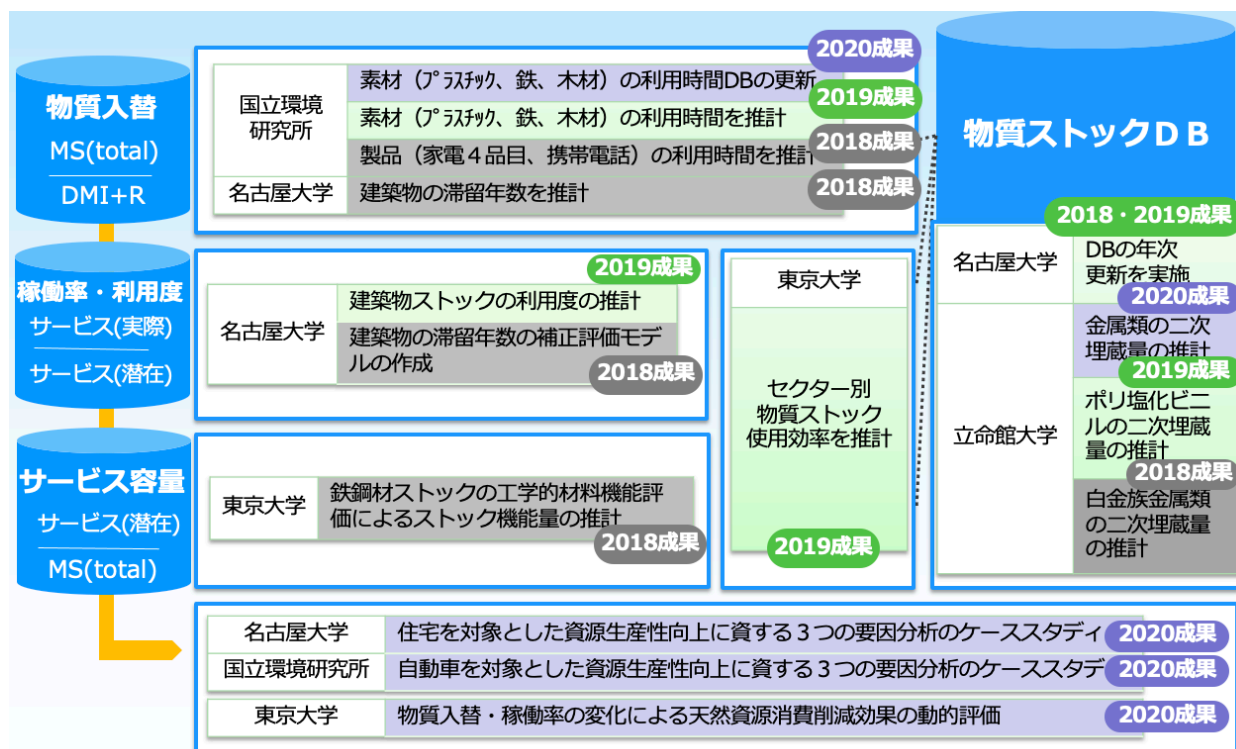 物質入替
MS(total)
DMI+R
稼働率・利用度
サービス(実際)
サービス(潜在)
サービス容量
サービス(潜在)
MS(total)
2020成果
国立環境
研究所
素材（ﾌﾟﾗｽﾁｯｸ、鉄、木材）の利用時間DBの更新
2019成果
素材（ﾌﾟﾗｽﾁｯｸ、鉄、木材）の利用時間を推計
2018成果
製品（家電４品目、携帯電話）の利用時間を推計
2018成果
名古屋大学
建築物の滞留年数を推計
2019成果
名古屋大学
建築物ストックの利用度の推計
建築物の滞留年数の補正評価モデ
ルの作成
2018成果
東京大学
鉄鋼材ストックの工学的材料機能評
価によるストック機能量の推計
2018成果
東京大学
セクター別
物質ストック
使用効率を推計
2019成果
物質ストックＤＢ
2018・2019成果
名古屋大学
DBの年次
更新を実施
2020成果
立命館大学
金属類の二次
埋蔵量の推計
2019成果
ポリ塩化ビニ
ルの二次埋蔵
量の推計
2018成果
白金族金属類
の二次埋蔵量
の推計
名古屋大学
住宅を対象とした資源生産性向上に資する３つの要因分析のケーススタディ
2020成果
国立環境研究所
自動車を対象とした資源生産性向上に資する３つの要因分析のケーススタデ
2020成果
東京大学
物質入替・稼働率の変化による天然資源消費削減効果の動的評価
2020成果